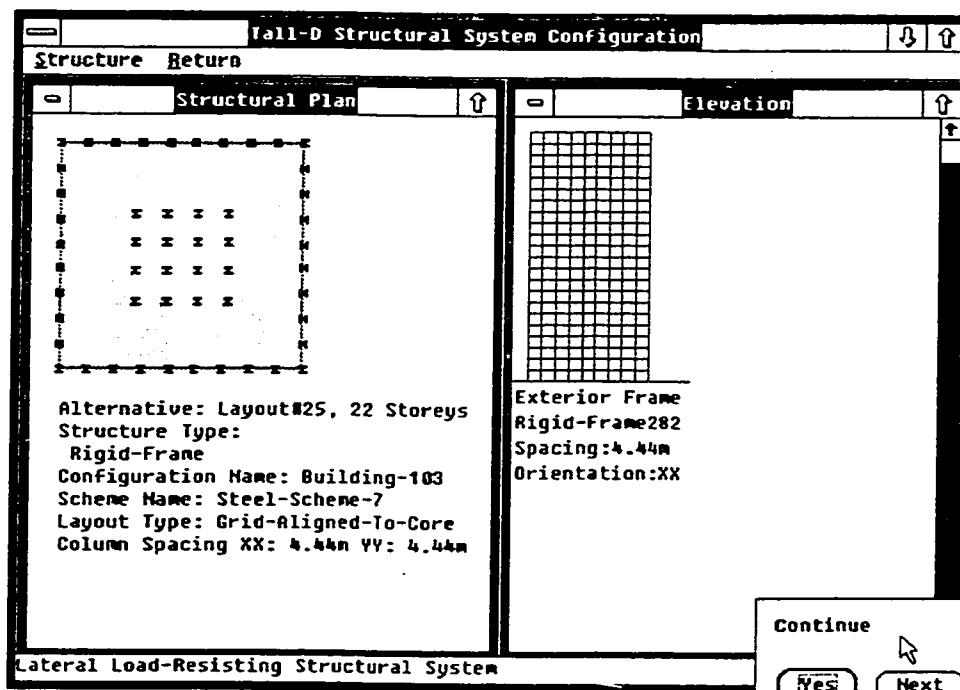 Tall-D Structural System Configuration
Structure Return
Structural Plan
Alternative: Layout#25, 22 Storeys
Structure Type:
Rigid-Frame
Configuration Name: Building-103
Scheme Name: Steel-Scheme-7
Layout Type: Grid-Aligned-To-Core
Column Spacing XX: 4.44m YY: 4.44m
Elevation
Exterior Frame
Rigid-Frame282
Spacing:4.44m
Orientation:XX
Lateral Load-Resisting Structural System
Continue
Yes Next